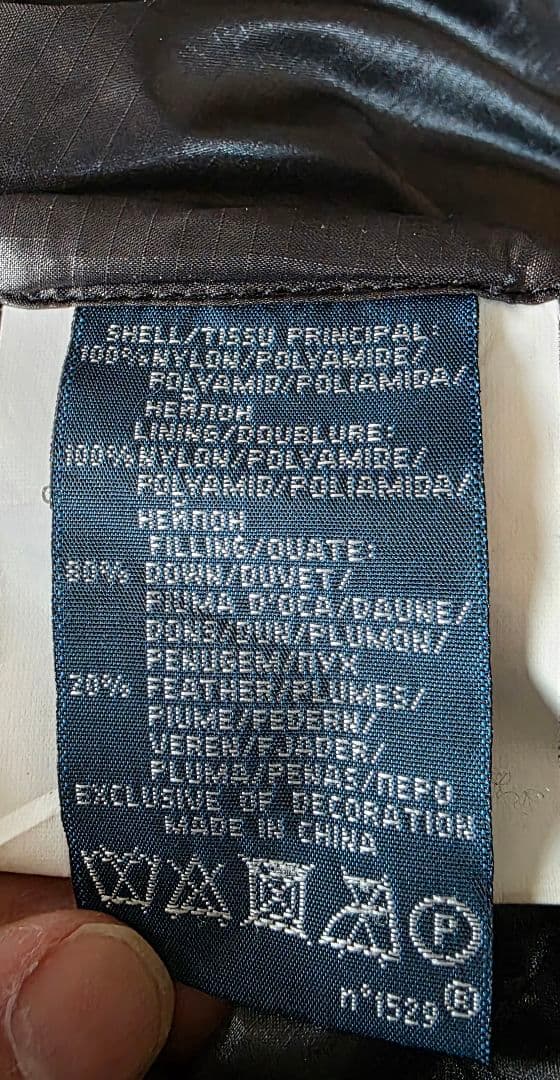 SHELL/TISSU PRINCIPAL:
100% NYLON/POLYAMIDE/
POLYAMID/POLIAMIDA/
НЕЙЛОН
LINING/DOUBLURE:
100% NYLON/POLYAMIDE/
POLYAMID/POLIAMIDA/
НЕЙЛОН
FILLING/OUATE:
80% DOWN/DUVET/
PIUMA D'OCA/DAUNE/
DONS/DUN/PLUMON/
PENUGEM/ПУХ
20% FEATHER/PLUMES/
PIUME/FEDERN/
VEREN/FJADER/
PLUMA/PENAS/ПЕРО
EXCLUSIVE OF DECORATION
MADE IN CHINA
P
n°1529 ®